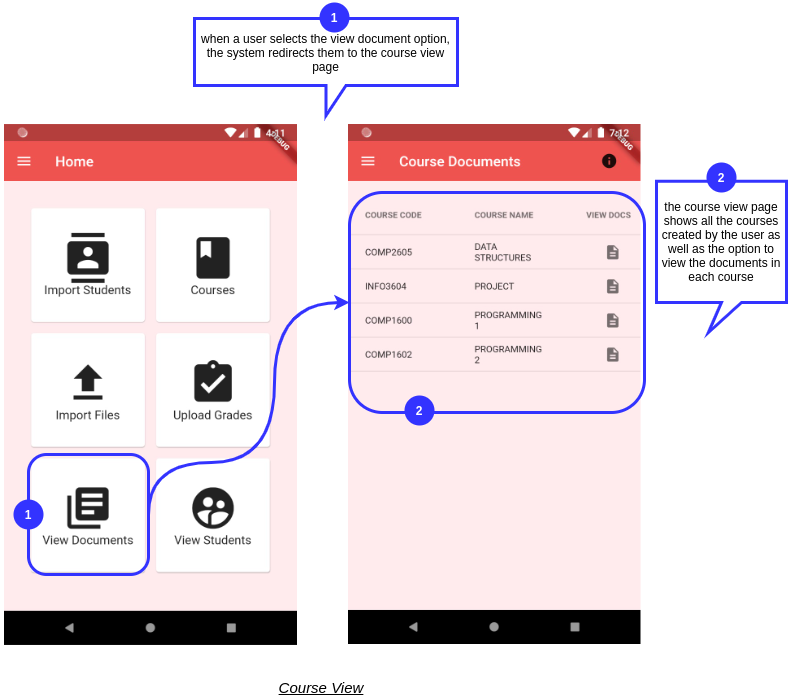 1
when a user selects the view document option,
the system redirects them to the course view
page
4:11
DEBUG
Home
Import Students
Courses
Import Files
Upload Grades
1
View Documents
View Students
7:12
DEBUG
Course Documents
COURSE CODE COURSE NAME VIEW DOCS
COMP2605 DATA
STRUCTURES
INFO3604 PROJECT
COMP1600 PROGRAMMING
1
COMP1602 PROGRAMMING
2
2
2
the course view page
shows all the courses
created by the user as
well as the option to
view the documents in
each course
Course View